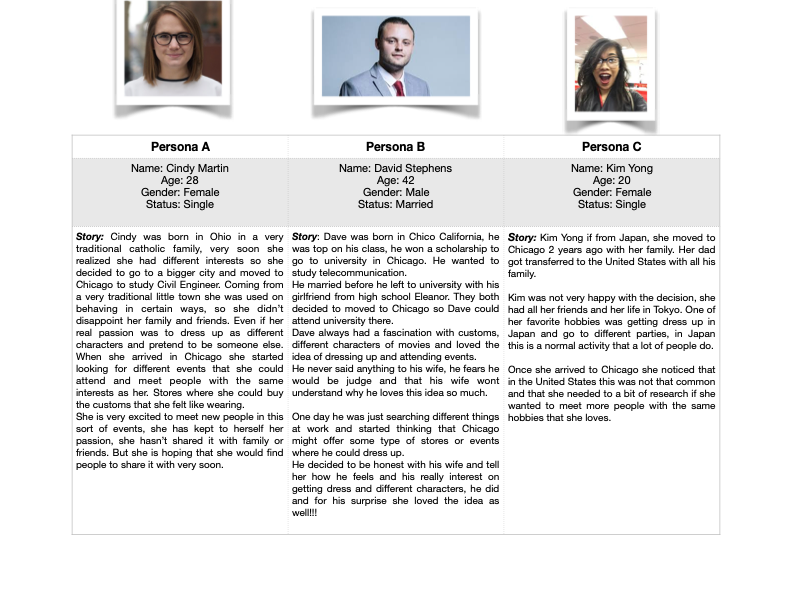 Persona A
Persona B
Persona C
Name: Cindy Martin
Age: 28
Gender: Female
Status: Single
Name: David Stephens
Age: 42
Gender: Male
Status: Married
Name: Kim Yong
Age: 20
Gender: Female
Status: Single
Story: Cindy was born in Ohio in a very
traditional catholic family, very soon she
realized she had different interests so she
decided to go to a bigger city and moved to
Chicago to study Civil Engineer. Coming from
a very traditional little town she was used on
behaving in certain ways, so she didn't
disappoint her family and friends. Even if her
real passion was to dress up as different
characters and pretend to be someone else.
When she arrived in Chicago she started
looking for different events that she could
attend and meet people with the same
interests as her. Stores where she could buy
the customs that she felt like wearing.
She is very excited to meet new people in this
sort of events, she has kept to herself her
passion, she hasn't shared it with family or
friends. But she is hoping that she would find
people to share it with very soon.
Story: Dave was born in Chico California, he
was top on his class, he won a scholarship to
go to university in Chicago. He wanted to
study telecommunication.
He married before he left to university with his
girlfriend from high school Eleanor. They both
decided to moved to Chicago so Dave could
attend university there.
Dave always had a fascination with customs,
different characters of movies and loved the
idea of dressing up and attending events.
He never said anything to his wife, he fears he
would be judge and that his wife wont
understand why he loves this idea so much.
One day he was just searching different things
at work and started thinking that Chicago
might offer some type of stores or events
where he could dress up.
He decided to be honest with his wife and tell
her how he feels and his really interest on
getting dress and different characters, he did
and for his surprise she loved the idea as
well!!!
Story: Kim Yong if from Japan, she moved to
Chicago 2 years ago with her family. Her dad
got transferred to the United States with all his
family.
Kim was not very happy with the decision, she
had all her friends and her life in Tokyo. One of
her favorite hobbies was getting dress up in
Japan and go to different parties, in Japan
this is a normal activity that a lot of people do.
Once she arrived to Chicago she noticed that
in the United States this was not that common
and that she needed to a bit of research if she
wanted to meet more people with the same
hobbies that she loves.